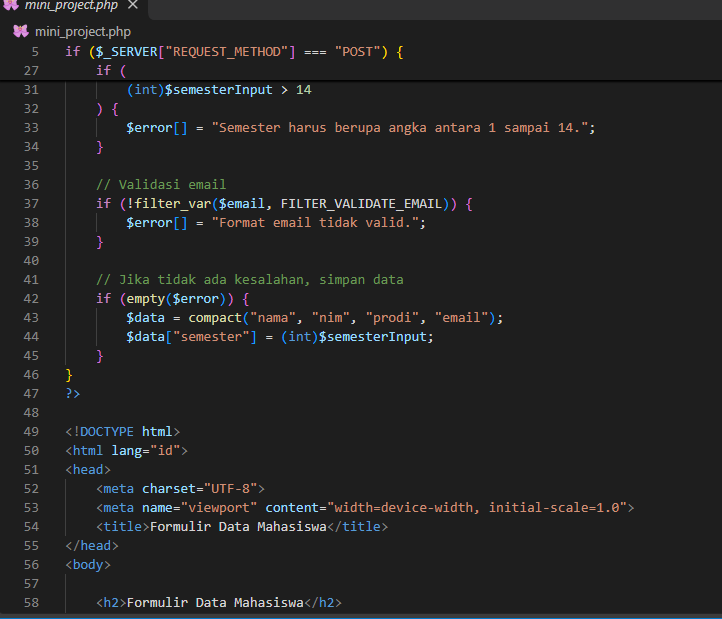 mini_project.php ×
mini_project.php
5 if ($_SERVER["REQUEST_METHOD"] === "POST") {
27 if (
31 (int)$semesterInput > 14
32 ) {
33 $error[] = "Semester harus berupa angka antara 1 sampai 14.";
34 }
35
36 // Validasi email
37 if (!filter_var($email, FILTER_VALIDATE_EMAIL)) {
38 $error[] = "Format email tidak valid.";
39 }
40
41 // Jika tidak ada kesalahan, simpan data
42 if (empty($error)) {
43 $data = compact("nama", "nim", "prodi", "email");
44 $data["semester"] = (int)$semesterInput;
45 }
46 }
47 ?>
48
49 <!DOCTYPE html>
50 <html lang="id">
51 <head>
52 <meta charset="UTF-8">
53 <meta name="viewport" content="width=device-width, initial-scale=1.0">
54 <title>Formulir Data Mahasiswa</title>
55 </head>
56 <body>
57
58 <h2>Formulir Data Mahasiswa</h2>